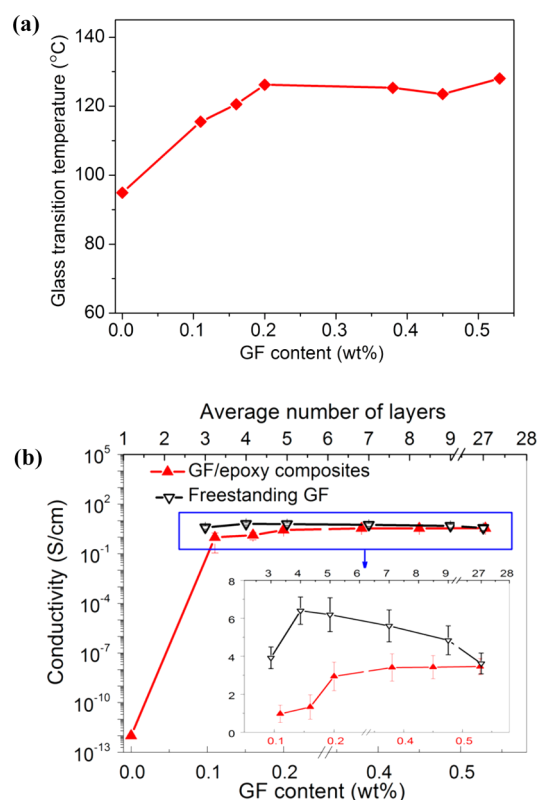 (a)
140
120
100
80
60
Glass transition temperature (°C)
0.0 0.1 0.2 0.3 0.4 0.5
GF content (wt%)
(b)
Average number of layers
1 2 3 4 5 6 7 8 9 27 28
10^5
10^2
10^-1
10^-4
10^-7
10^-10
10^-13
Conductivity (S/cm)
GF/epoxy composites
Freestanding GF
3 4 5 6 7 8 9 27 28
8
6
4
2
0
0.1 0.2 0.4 0.5
0.0 0.1 0.2 0.4 0.5
GF content (wt%)